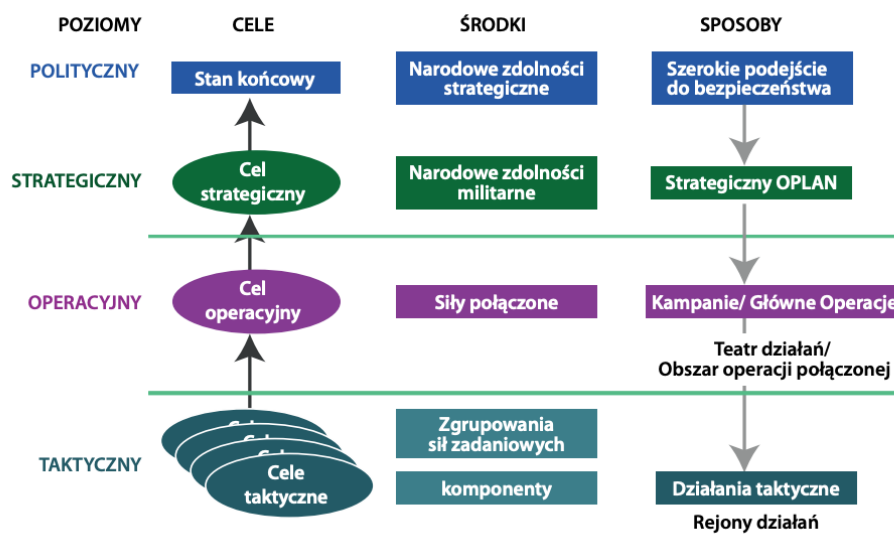 POZIOMY CELE ŚRODKI SPOSOBY
POLITYCZNY
Stan końcowy
Narodowe zdolności
strategiczne
Szerokie podejście
do bezpieczeństwa
STRATEGICZNY
Cel
strategiczny
Narodowe zdolności
militarne
Strategiczny OPLAN
OPERACYJNY
Cel
operacyjny
Siły połączone
Kampanie/ Główne Operacje
Teatr działań/
Obszar operacji połączonej
TAKTYCZNY
Cele
taktyczne
Zgrupowania
sił zadaniowych
komponenty
Działania taktyczne
Rejony działań